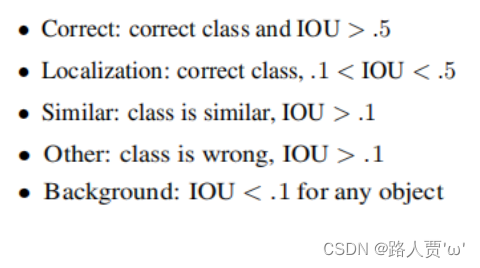 • Correct: correct class and IOU > .5
• Localization: correct class, .1 < IOU < .5
• Similar: class is similar, IOU > .1
• Other: class is wrong, IOU > .1
• Background: IOU < .1 for any object
CSDN @路人贾'ω'